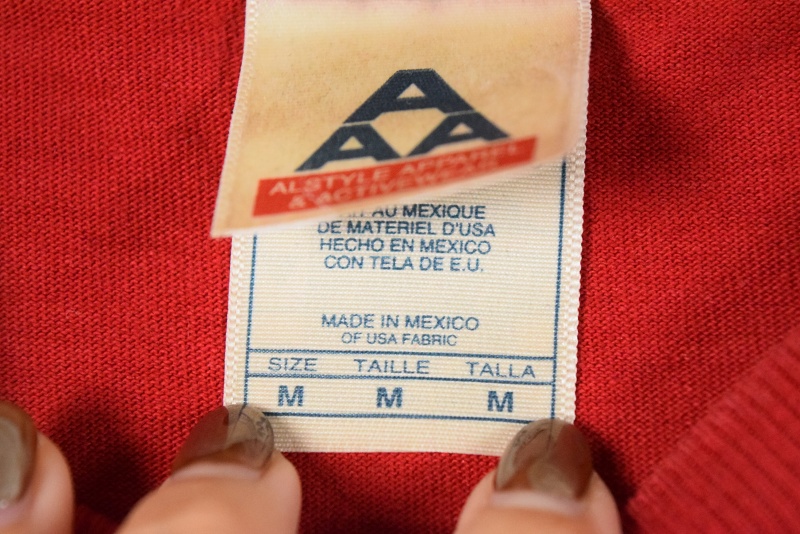 A
AA
ALSTYLE APPAREL
& ACTIVEWEAR
AU MEXIQUE
DE MATERIEL D'USA
HECHO EN MEXICO
CON TELA DE E.U.
MADE IN MEXICO
OF USA FABRIC
SIZE TAILLE TALLA
M M M